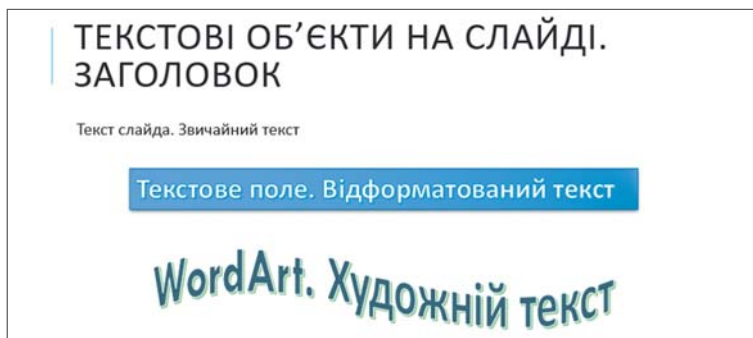 ТЕКСТОВІ ОБ’ЄКТИ НА СЛАЙДІ.
ЗАГОЛОВОК
Текст слайда. Звичайний текст
Текстове поле. Відформатований текст
WordArt. Художній текст